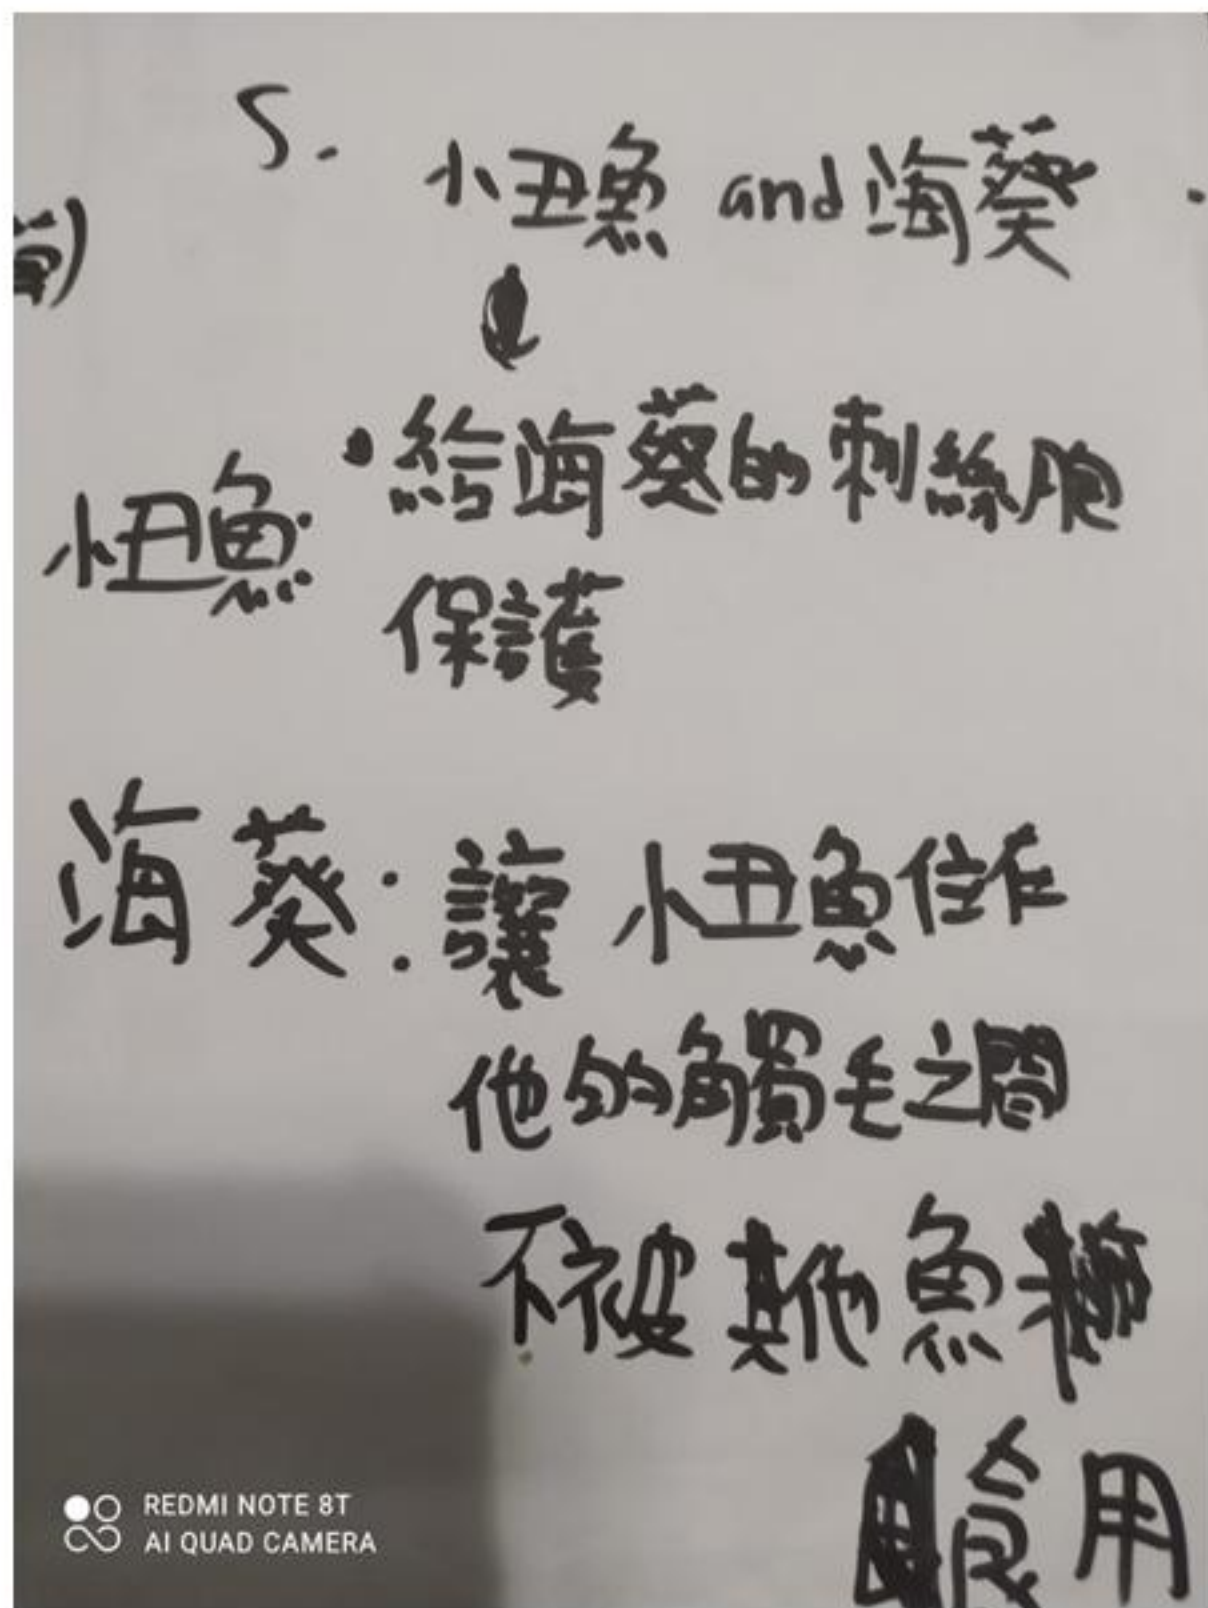 5.
小丑魚 and 海葵
小丑魚
• 給海葵的刺絲胞
保護
海葵:讓小丑魚住在
他的觸毛之間
不被其他魚種
食用
REDMI NOTE 8T
AI QUAD CAMERA